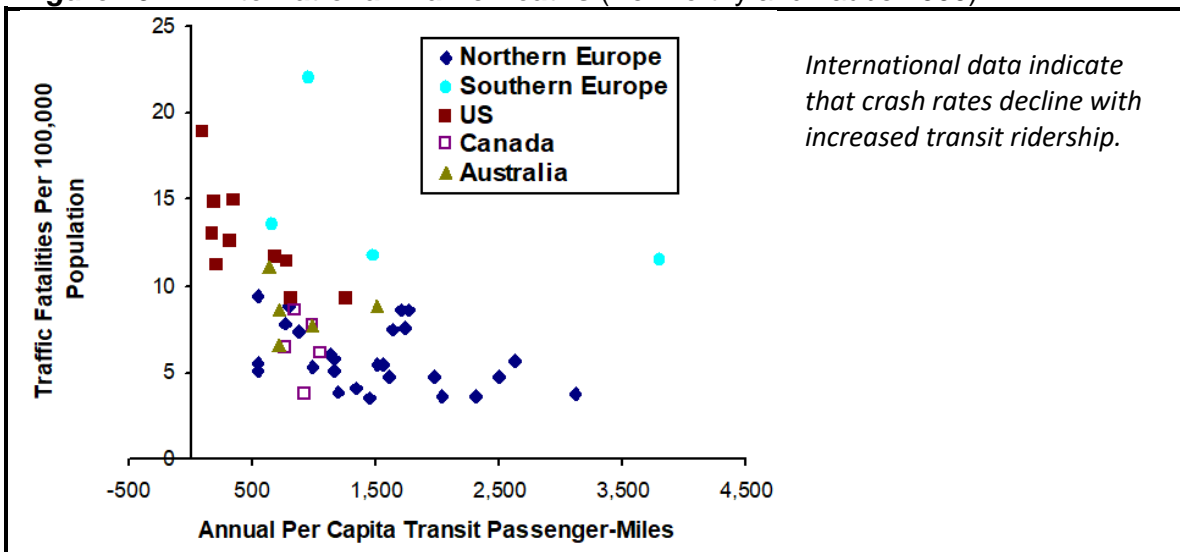 25
20
15
10
5
0
Traffic Fatalities Per 100,000
Population
Northern Europe
Southern Europe
US
Canada
Australia
International data indicate
that crash rates decline with
increased transit ridership.
-500 500 1,500 2,500 3,500 4,500
Annual Per Capita Transit Passenger-Miles